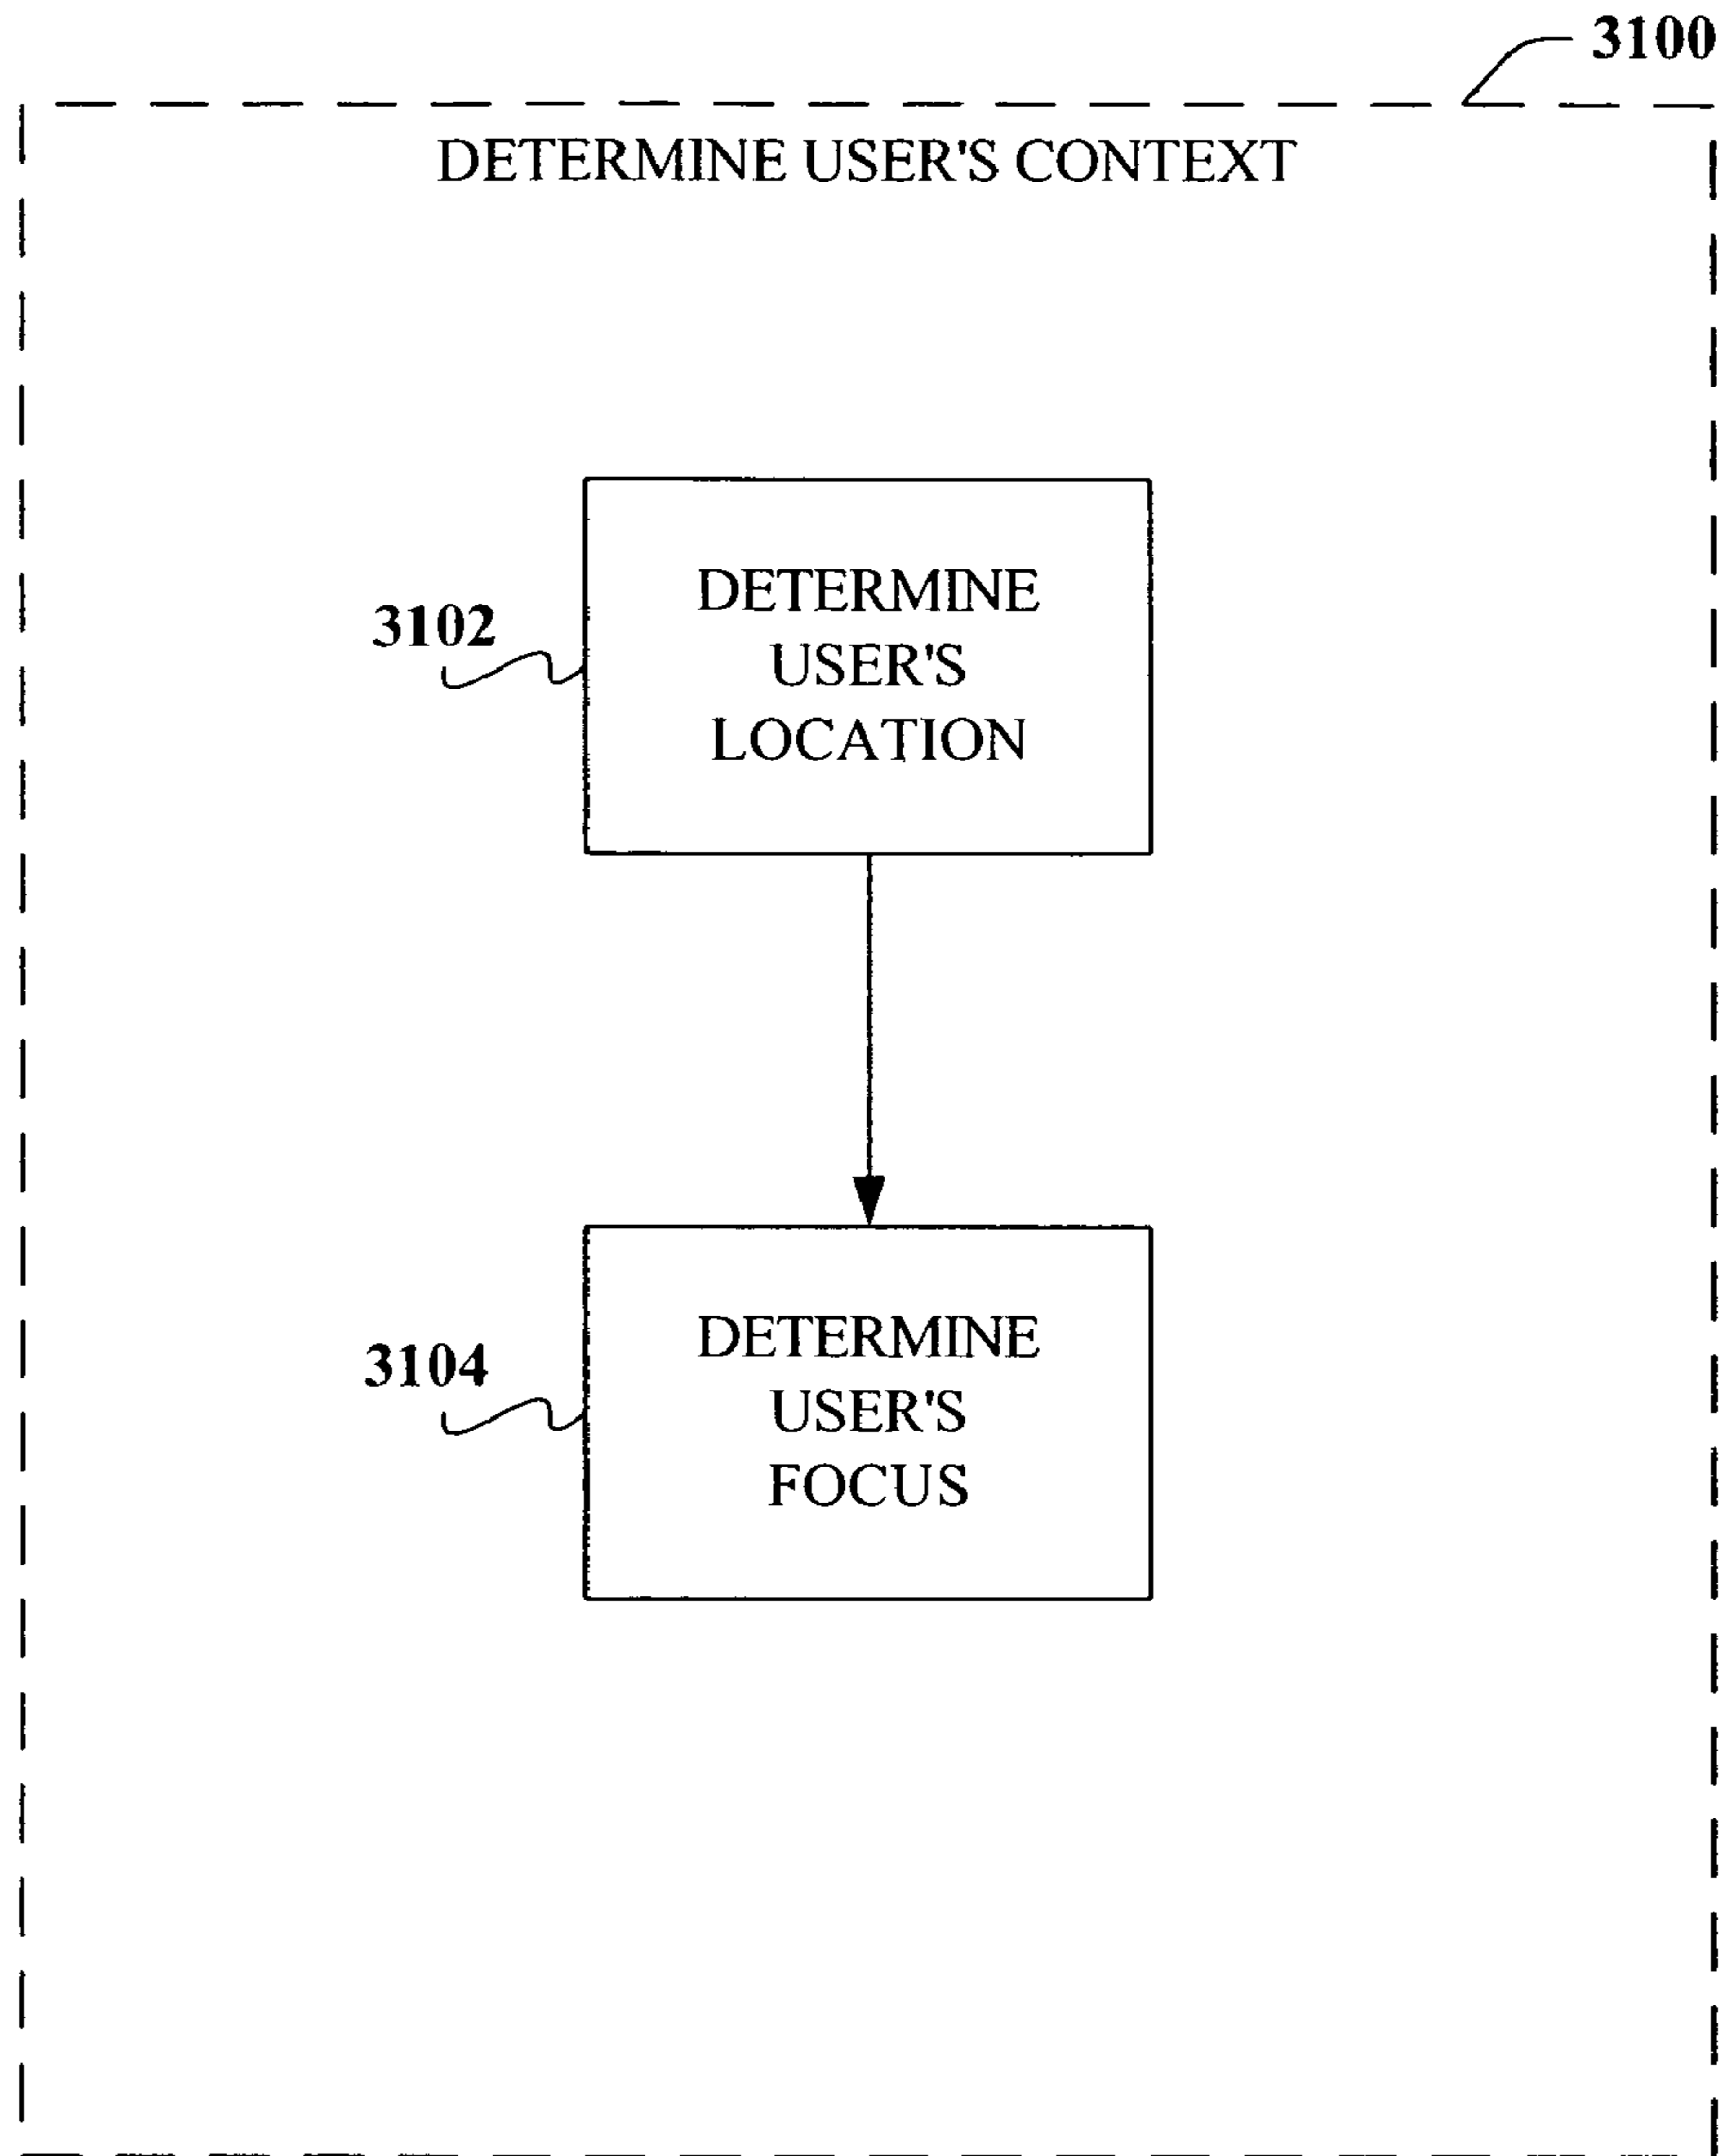 3100
DETERMINE USER'S CONTEXT
DETERMINE
USER'S
LOCATION
3102
DETERMINE
USER'S
FOCUS
3104